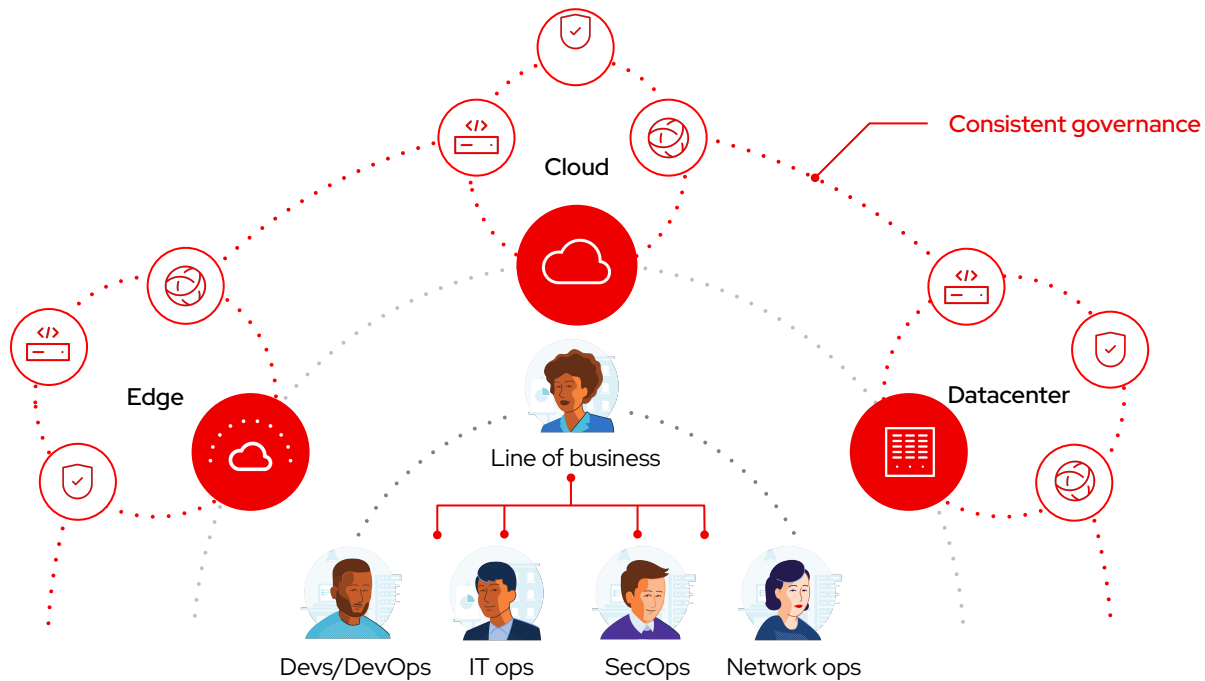 Consistent governance
Cloud
</>
</>
</>
Edge
Datacenter
Line of business
Devs/DevOps
IT ops
SecOps
Network ops